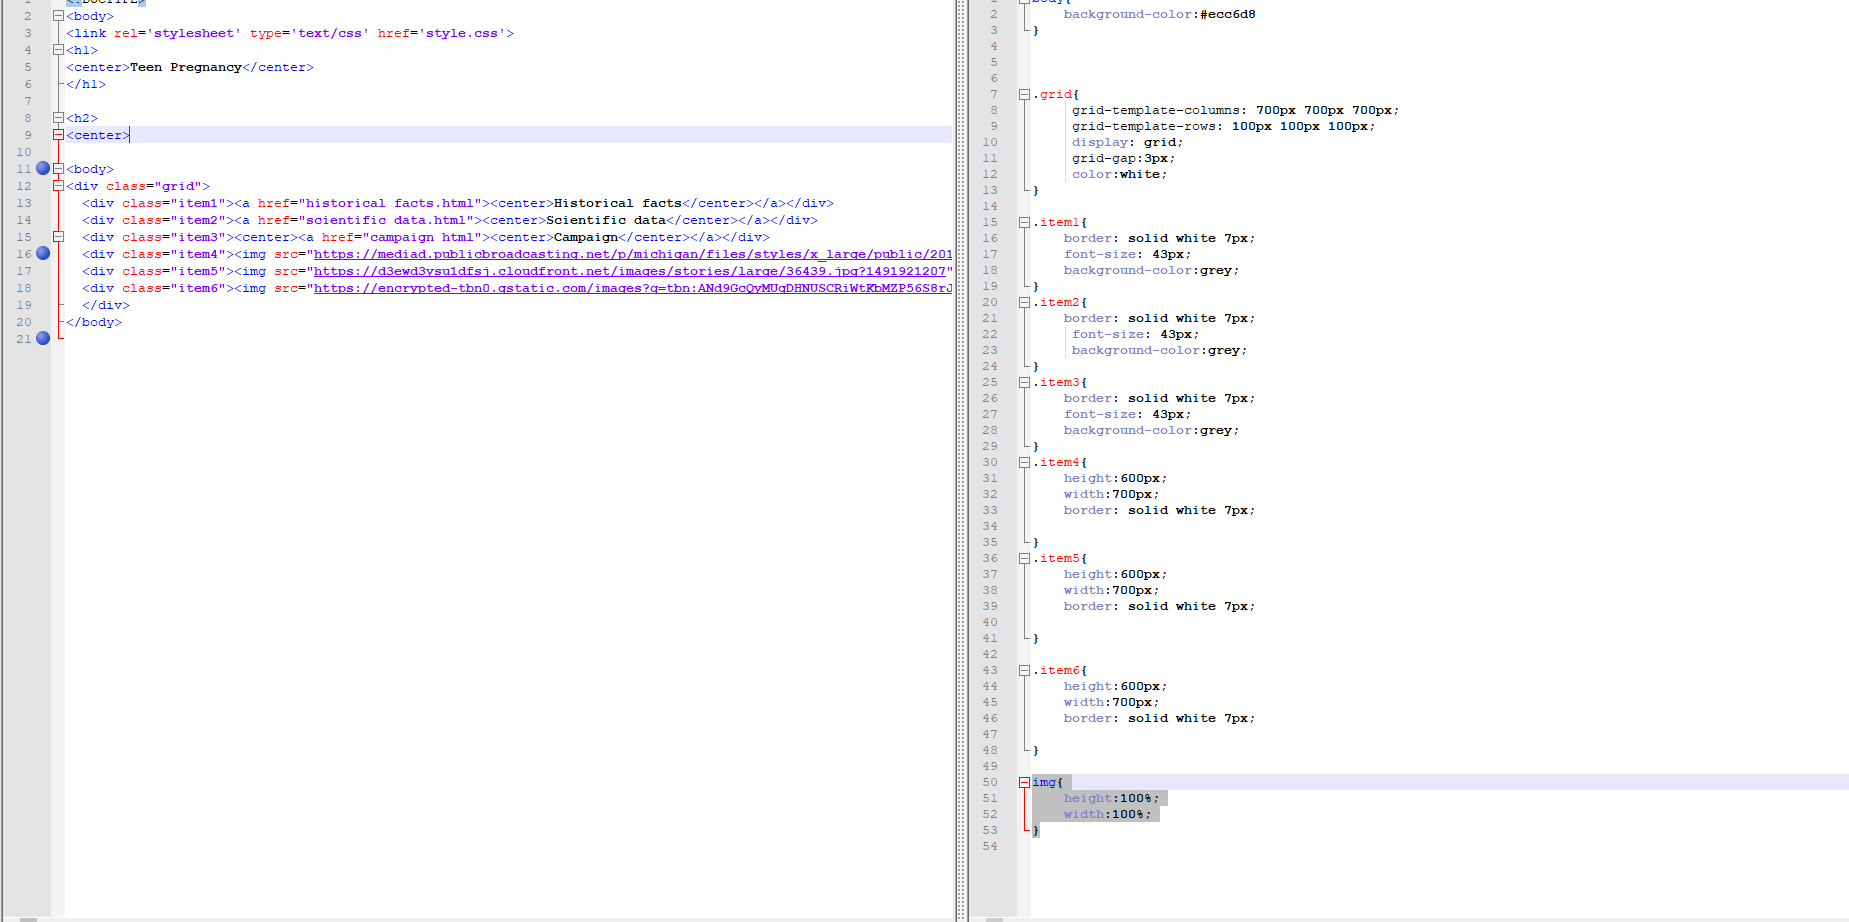 1 <!DOCTYPE>
2 <body>
3 <link rel='stylesheet' type='text/css' href='style.css'>
4 <h1>
5 <center>Teen Pregnancy</center>
6 </h1>
7
8 <h2>
9 <center>
10
11 <body>
12 <div class="grid">
13 <div class="item1"><a href="historical facts.html"><center>Historical facts</center></a></div>
14 <div class="item2"><a href="scientific data.html"><center>Scientific data</center></a></div>
15 <div class="item3"><center><a href="campaign html"><center>Campaign</center></a></div>
16 <div class="item4"><img src="https://mediad.publicbroadcasting.net/p/michigan/files/styles/x_large/public/201
17 <div class="item5"><img src="https://d3ewd3ysu1dfsj.cloudfront.net/images/stories/large/36439.jpg?1491921207"
18 <div class="item6"><img src="https://encrypted-tbn0.gstatic.com/images?q=tbn:ANd9GcQyMUgDHNUSCRiWtKbMZP56S8rJ
19 </div>
20 </body>
21
1 body{
2 background-color:#ecc6d8
3 }
4
5
6
7 .grid{
8 grid-template-columns: 700px 700px 700px;
9 grid-template-rows: 100px 100px 100px;
10 display: grid;
11 grid-gap:3px;
12 color:white;
13 }
14
15 .item1{
16 border: solid white 7px;
17 font-size: 43px;
18 background-color:grey;
19 }
20 .item2{
21 border: solid white 7px;
22 font-size: 43px;
23 background-color:grey;
24 }
25 .item3{
26 border: solid white 7px;
27 font-size: 43px;
28 background-color:grey;
29 }
30 .item4{
31 height:600px;
32 width:700px;
33 border: solid white 7px;
34
35 }
36 .item5{
37 height:600px;
38 width:700px;
39 border: solid white 7px;
40
41 }
42
43 .item6{
44 height:600px;
45 width:700px;
46 border: solid white 7px;
47
48 }
49
50 img{
51 height:100%;
52 width:100%;
53 }
54